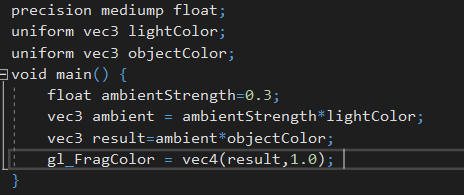 precision mediump float;
uniform vec3 lightColor;
uniform vec3 objectColor;
void main() {
    float ambientStrength=0.3;
    vec3 ambient = ambientStrength*lightColor;
    vec3 result=ambient*objectColor;
    gl_FragColor = vec4(result,1.0);
}